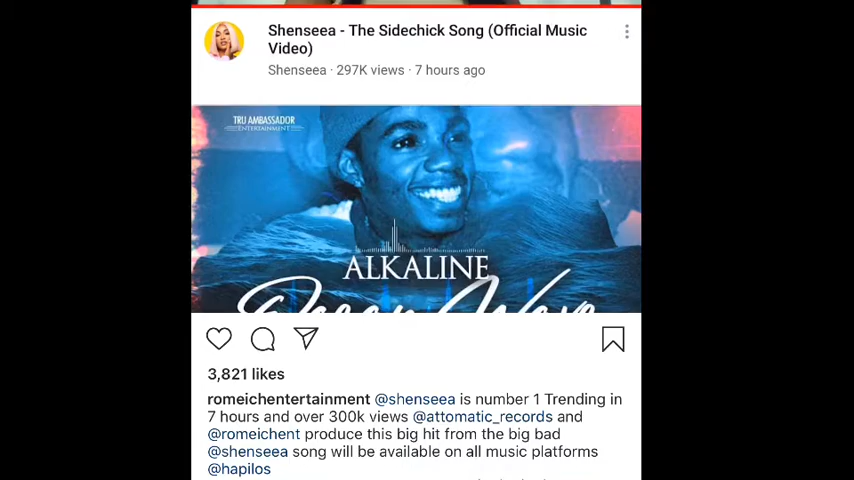 Shenseea - The Sidechick Song (Official Music
Video)
Shenseea · 297K views · 7 hours ago
TRU AMBASSADOR
ENTERTAINMENT
ALKALINE
Ocean Wave
3,821 likes
romeichentertainment @shenseea is number 1 Trending in
7 hours and over 300k views @attomatic_records and
@romeichent produce this big hit from the big bad
@shenseea song will be available on all music platforms
@hapilos